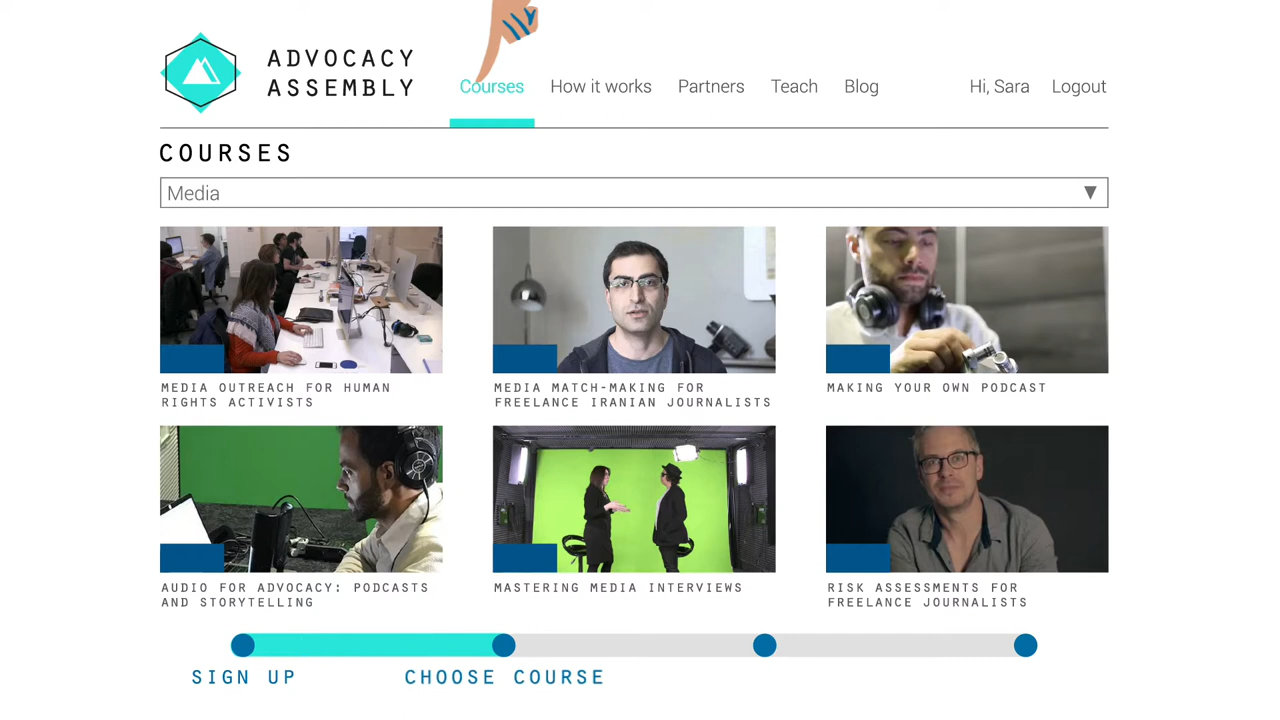 ADVOCACY
ASSEMBLY
Courses How it works Partners Teach Blog Hi, Sara Logout
COURSES
Media
MEDIA OUTREACH FOR HUMAN
RIGHTS ACTIVISTS
MEDIA MATCH-MAKING FOR
FREELANCE IRANIAN JOURNALISTS
MAKING YOUR OWN PODCAST
AUDIO FOR ADVOCACY: PODCASTS
AND STORYTELLING
MASTERING MEDIA INTERVIEWS
RISK ASSESSMENTS FOR
FREELANCE JOURNALISTS
SIGN UP CHOOSE COURSE